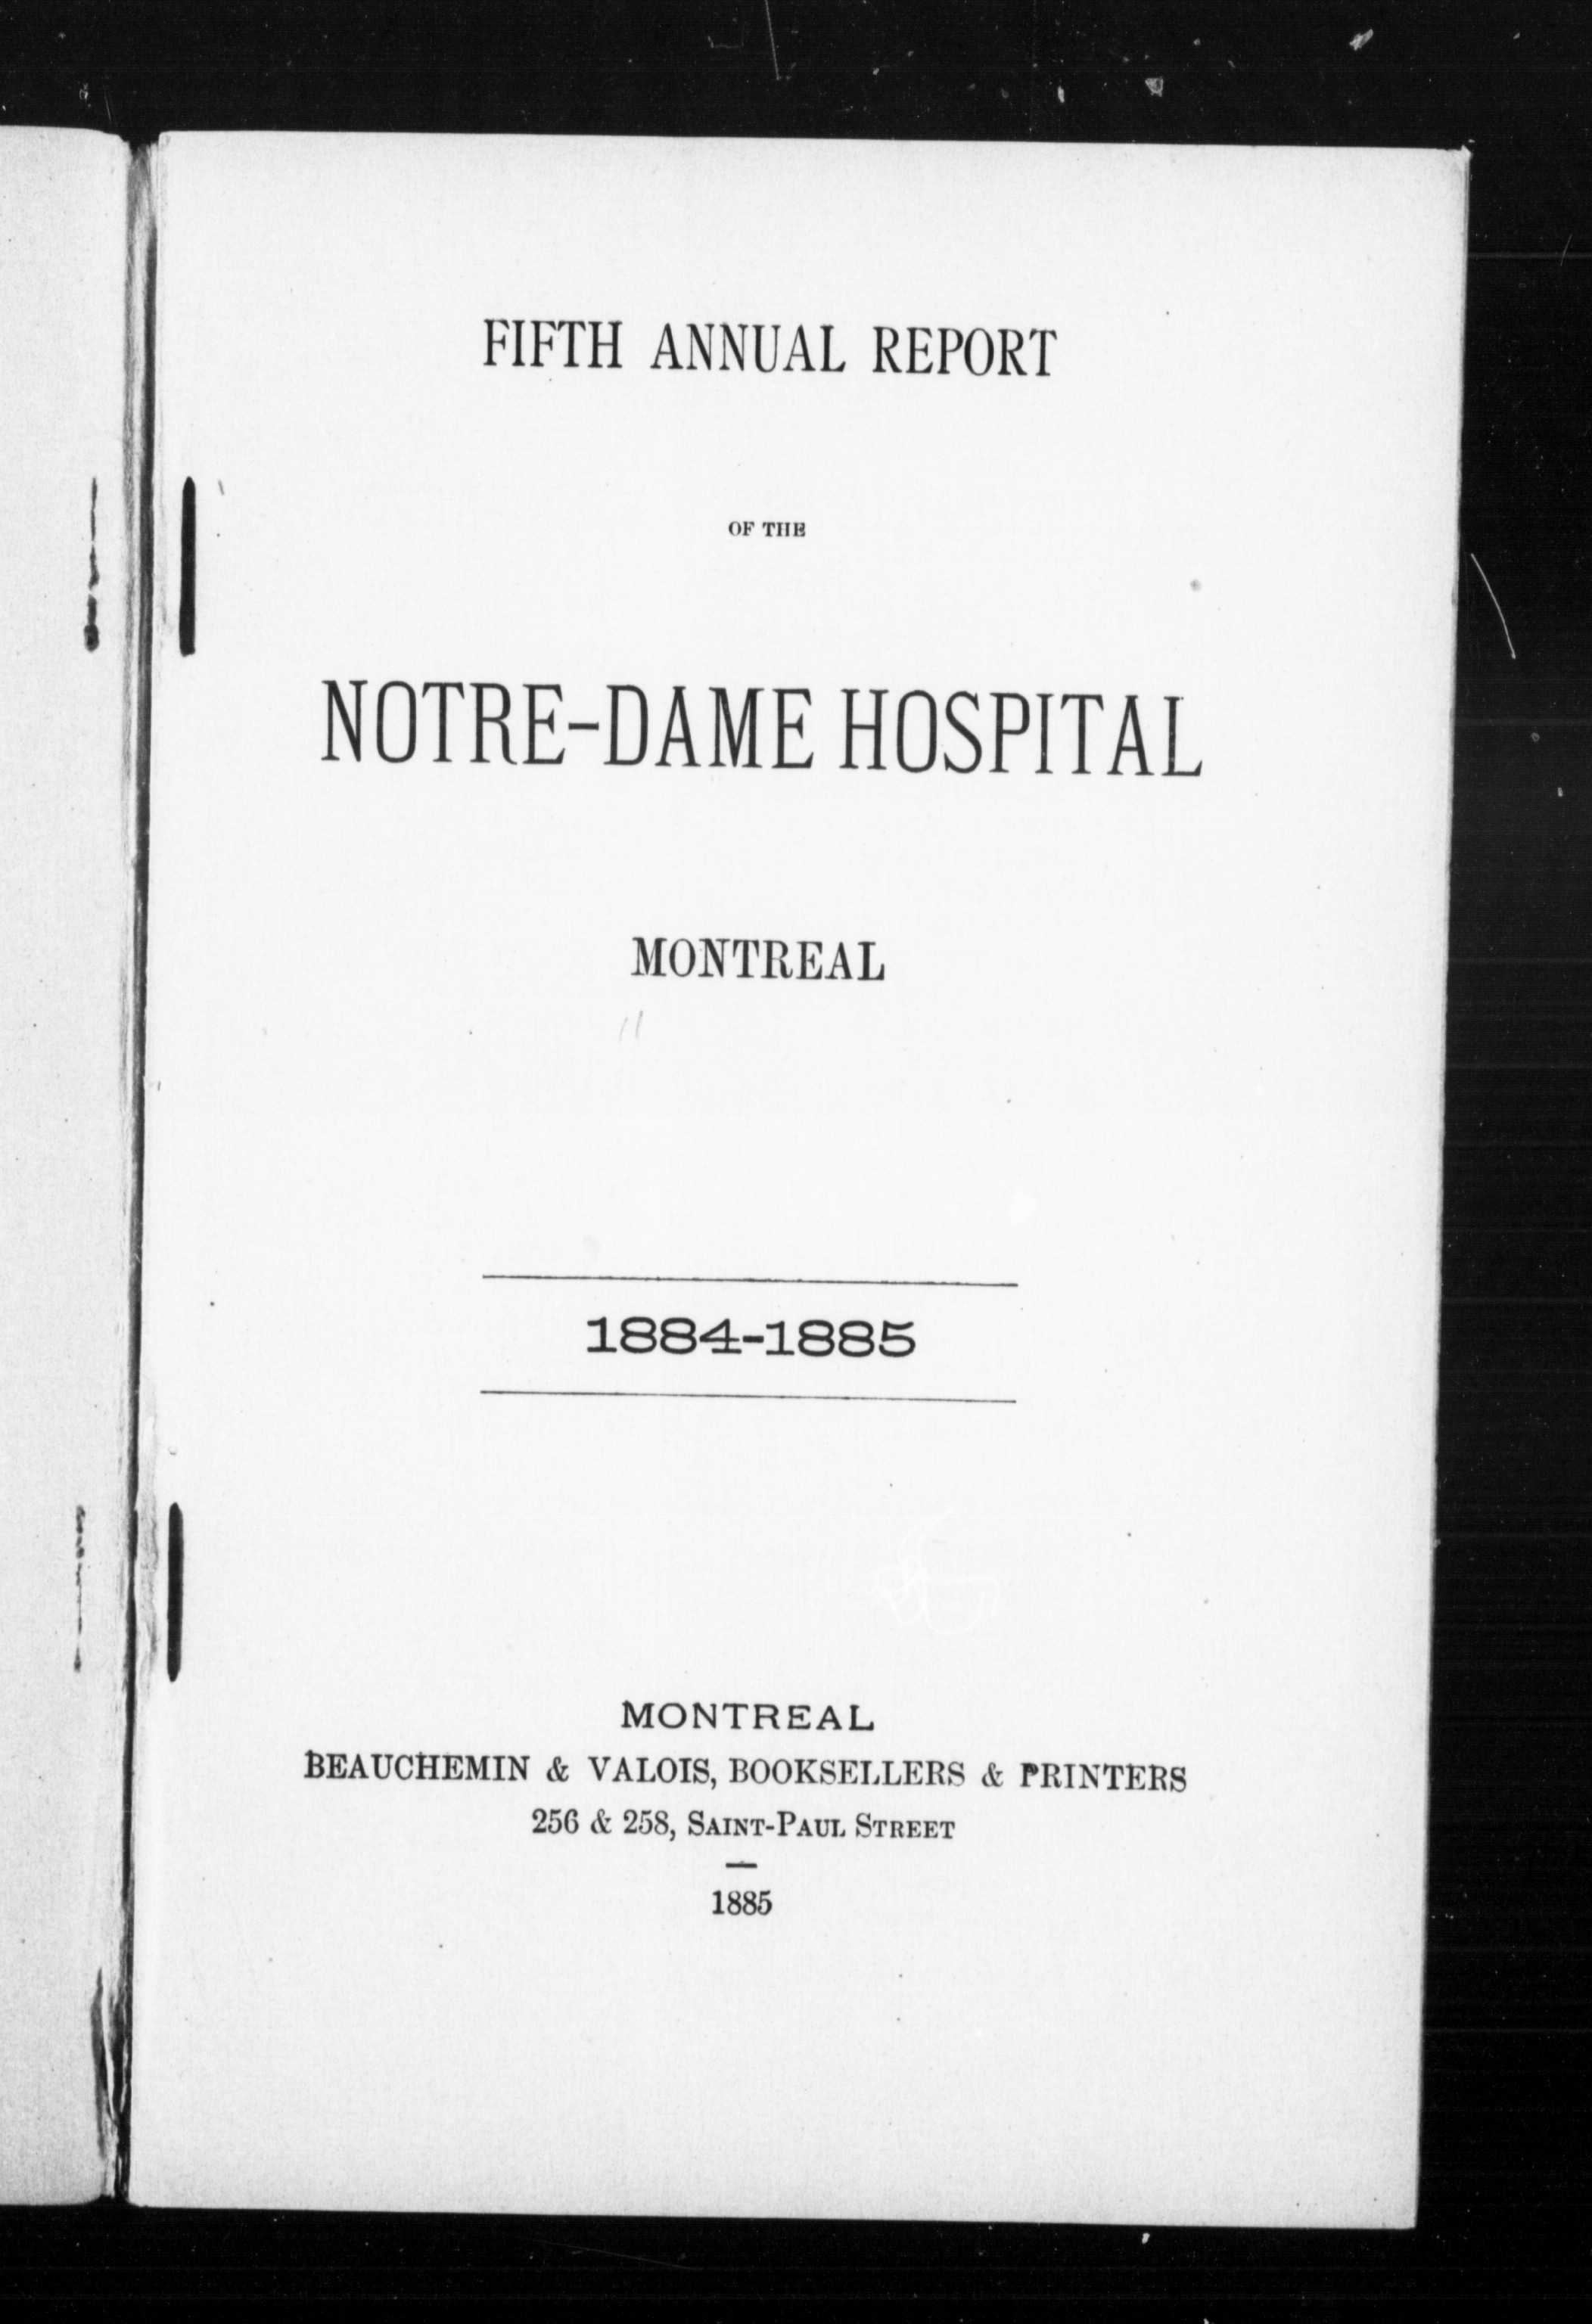 FIFTH ANNUAL REPORT
OF THE
NOTRE-DAME HOSPITAL
MONTREAL
1884-1885
MONTREAL
BEAUCHEMIN & VALOIS, BOOKSELLERS & PRINTERS
256 & 258, SAINT-PAUL STREET
1885